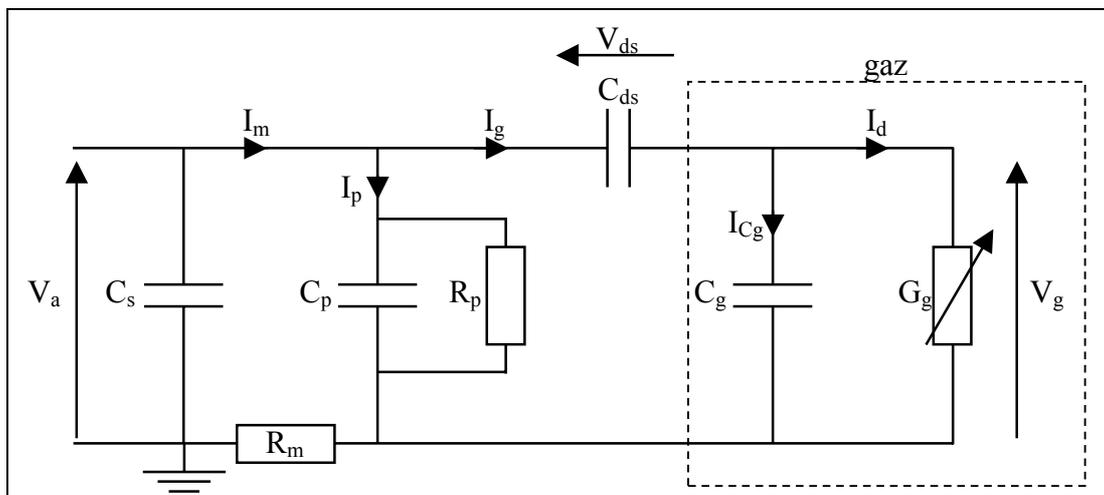 V_ds
gaz
C_ds
I_m
I_g
I_d
I_p
I_Cg
V_a
C_s
C_p
R_p
C_g
G_g
V_g
R_m